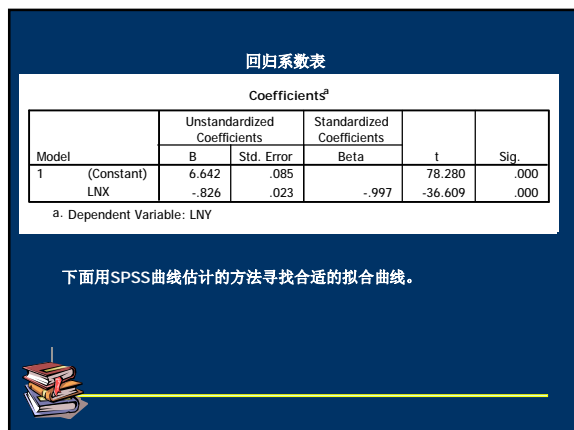 回归系数表
Coefficientsa
Unstandardized Coefficients
Standardized Coefficients
Model B Std. Error Beta t Sig.
1 (Constant) 6.642 .085 78.280 .000
LNX -.826 .023 -.997 -36.609 .000
a. Dependent Variable: LNY
下面用SPSS曲线估计的方法寻找合适的拟合曲线。